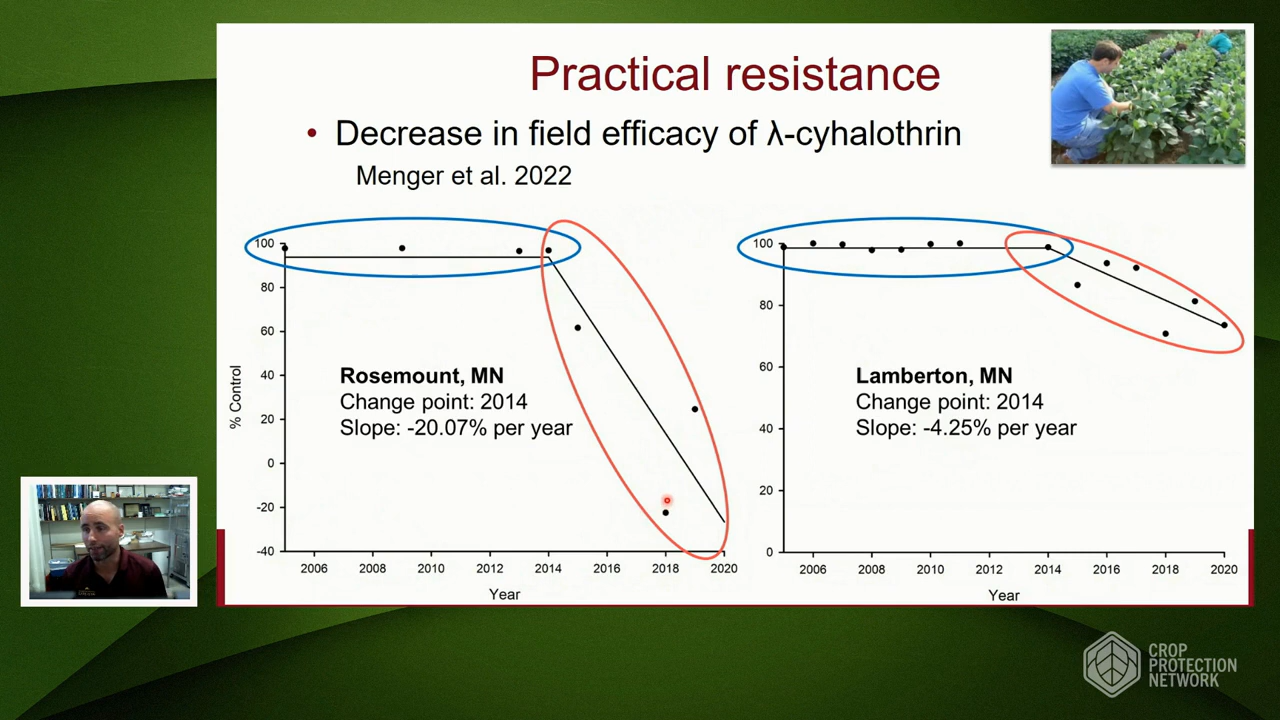 Practical resistance
• Decrease in field efficacy of λ-cyhalothrin
Menger et al. 2022
100
80
60
40
20
0
-20
-40
% Control
Rosemount, MN
Change point: 2014
Slope: -20.07% per year
2006 2008 2010 2012 2014 2016 2018 2020
Year
100
80
60
40
20
0
Lamberton, MN
Change point: 2014
Slope: -4.25% per year
2006 2008 2010 2012 2014 2016 2018 2020
Year
CROP
PROTECTION
NETWORK